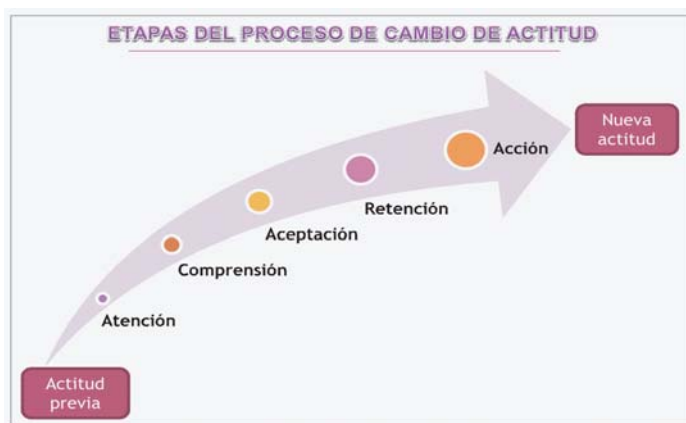 ETAPAS DEL PROCESO DE CAMBIO DE ACTITUD
Nueva
actitud
Acción
Retención
Aceptación
Comprensión
Atención
Actitud
previa